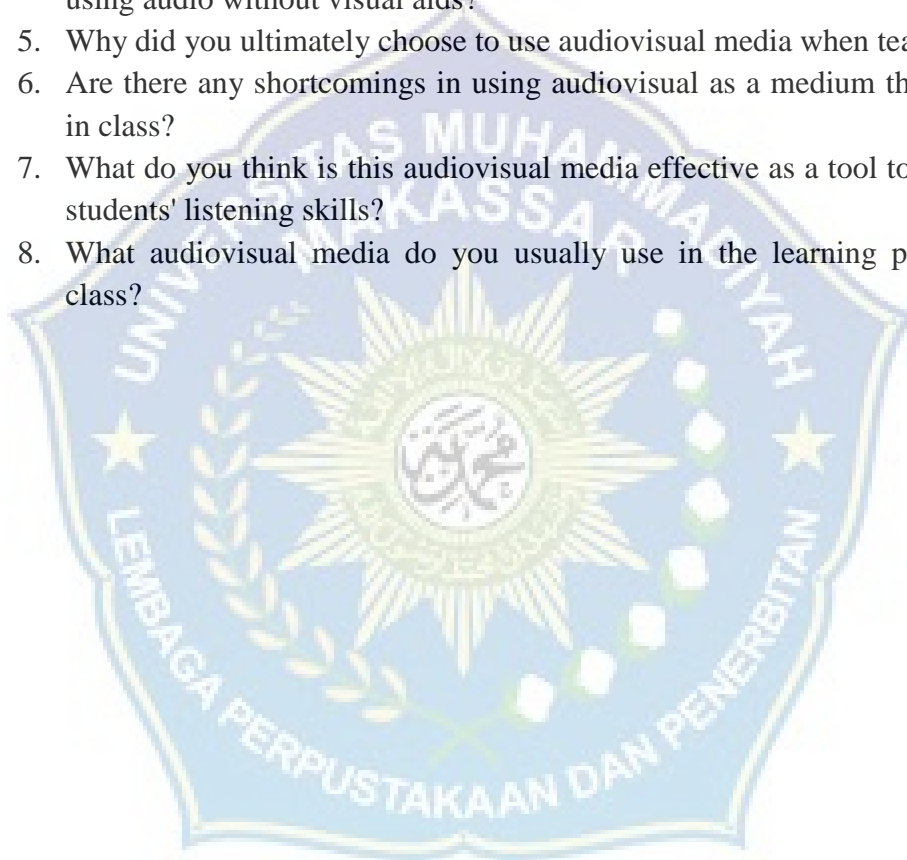 using audio without visual aids?
5. Why did you ultimately choose to use audiovisual media when tea
6. Are there any shortcomings in using audiovisual as a medium th
in class?
7. What do you think is this audiovisual media effective as a tool to
students' listening skills?
8. What audiovisual media do you usually use in the learning p
class?
UNIVERSITAS MUHAMMADIYAH
MAKASSAR
محمد
LEMBAGA PERPUSTAKAAN DAN PENERBITAN